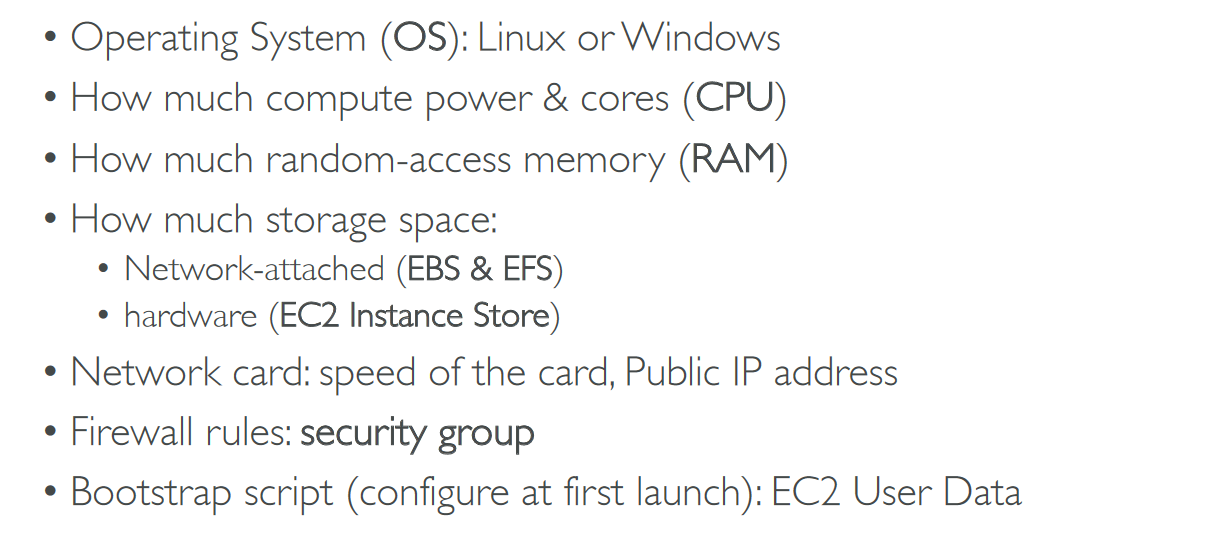 • Operating System (OS): Linux or Windows
• How much compute power & cores (CPU)
• How much random-access memory (RAM)
• How much storage space:
• Network-attached (EBS & EFS)
• hardware (EC2 Instance Store)
• Network card: speed of the card, Public IP address
• Firewall rules: security group
• Bootstrap script (configure at first launch): EC2 User Data